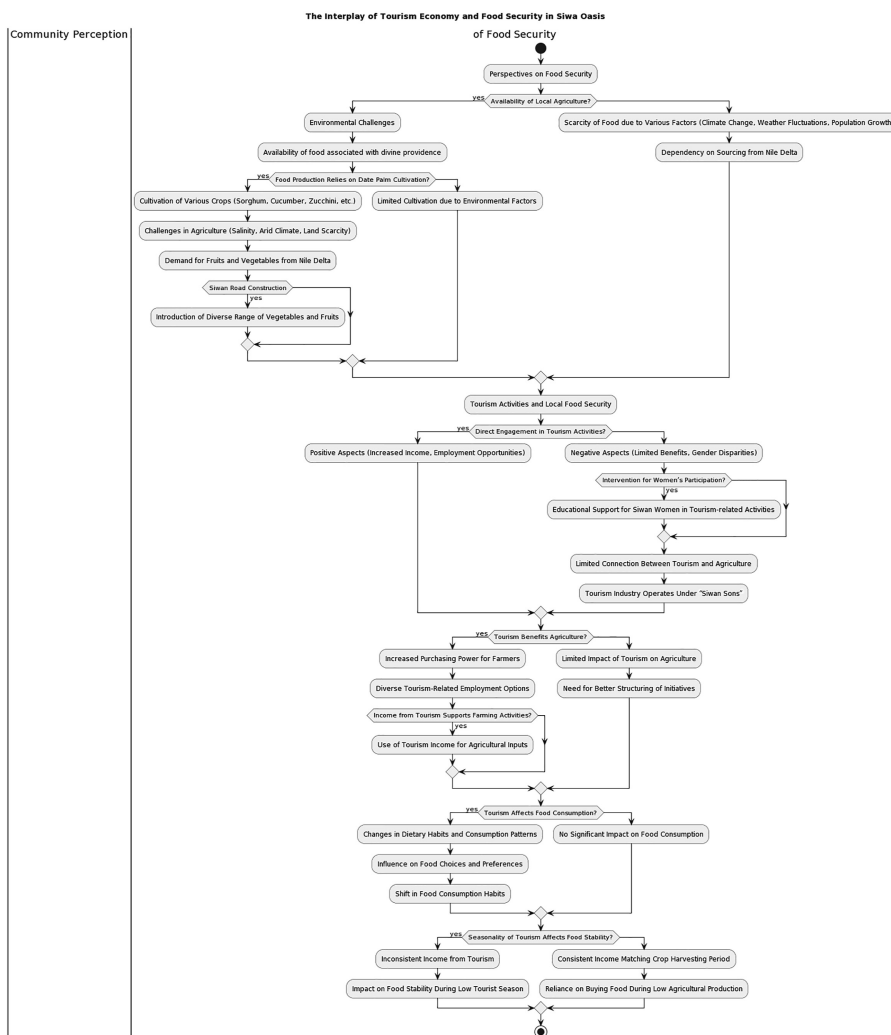 The Interplay of Tourism Economy and Food Security in Siwa Oasis
Community Perception
of Food Security
Perspectives on Food Security
yes
Availability of Local Agriculture?
Environmental Challenges
Scarcity of Food due to Various Factors (Climate Change, Weather Fluctuations, Population Growth
Availability of food associated with divine providence
Dependency on Sourcing from Nile Delta
yes
Food Production Relies on Date Palm Cultivation?
Cultivation of Various Crops (Sorghum, Cucumber, Zucchini, etc.)
Limited Cultivation due to Environmental Factors
Challenges in Agriculture (Salinity, Arid Climate, Land Scarcity)
Demand for Fruits and Vegetables from Nile Delta
Siwan Road Construction
yes
Introduction of Diverse Range of Vegetables and Fruits
Tourism Activities and Local Food Security
yes
Direct Engagement in Tourism Activities?
Positive Aspects (Increased Income, Employment Opportunities)
Negative Aspects (Limited Benefits, Gender Disparities)
Intervention for Women's Participation?
yes
Educational Support for Siwan Women in Tourism-related Activities
Limited Connection Between Tourism and Agriculture
Tourism Industry Operates Under "Siwan Sons"
yes
Tourism Benefits Agriculture?
Increased Purchasing Power for Farmers
Limited Impact of Tourism on Agriculture
Diverse Tourism-Related Employment Options
Need for Better Structuring of Initiatives
Income from Tourism Supports Farming Activities?
yes
Use of Tourism Income for Agricultural Inputs
yes
Tourism Affects Food Consumption?
Changes in Dietary Habits and Consumption Patterns
No Significant Impact on Food Consumption
Influence on Food Choices and Preferences
Shift in Food Consumption Habits
yes
Seasonality of Tourism Affects Food Stability?
Inconsistent Income from Tourism
Consistent Income Matching Crop Harvesting Period
Impact on Food Stability During Low Tourist Season
Reliance on Buying Food During Low Agricultural Production